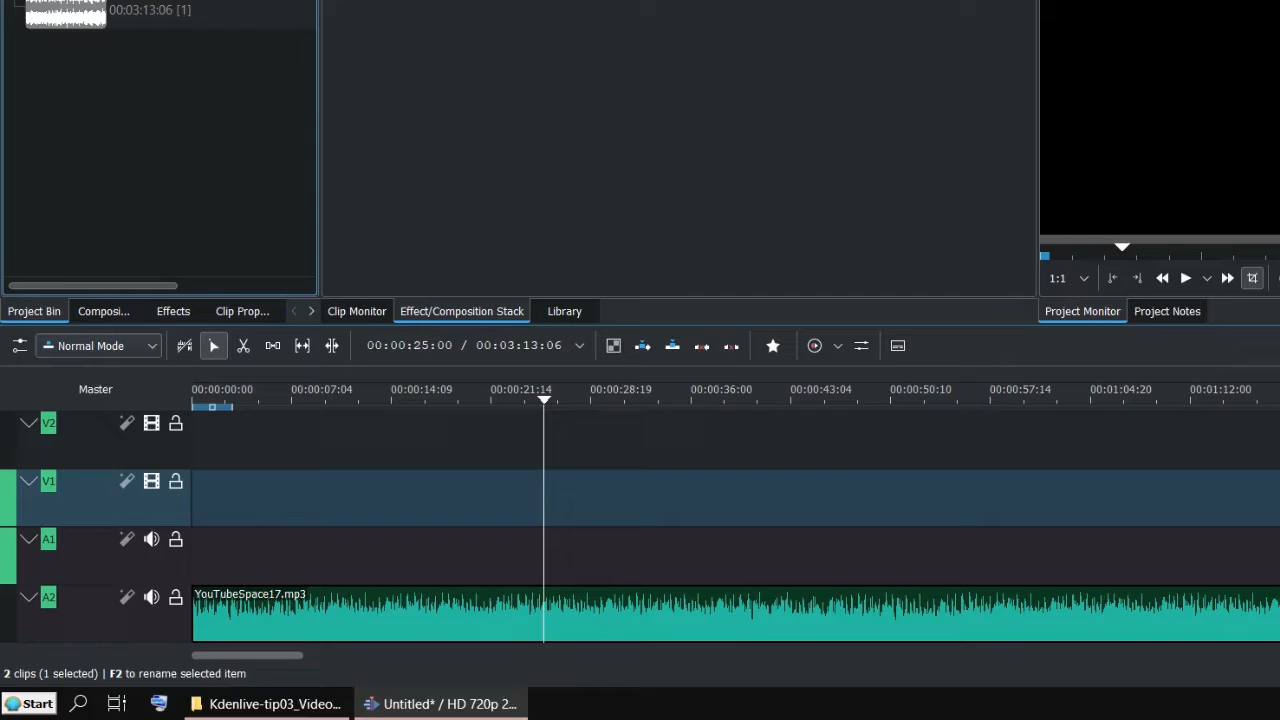 00:03:13:06 [1]
Project Bin
Composi...
Effects
Clip Prop...
Clip Monitor
Effect/Composition Stack
Library
1:1
Project Monitor
Project Notes
Normal Mode
00:00:25:00 / 00:03:13:06
Master
00:00:00:00
00:00:07:04
00:00:14:09
00:00:21:14
00:00:28:19
00:00:36:00
00:00:43:04
00:00:50:10
00:00:57:14
00:01:04:20
00:01:12:00
V2
V1
A1
A2
YouTubeSpace17.mp3
2 clips (1 selected) | F2 to rename selected item
Start
Kdenlive-tip03_Video...
Untitled* / HD 720p 2...